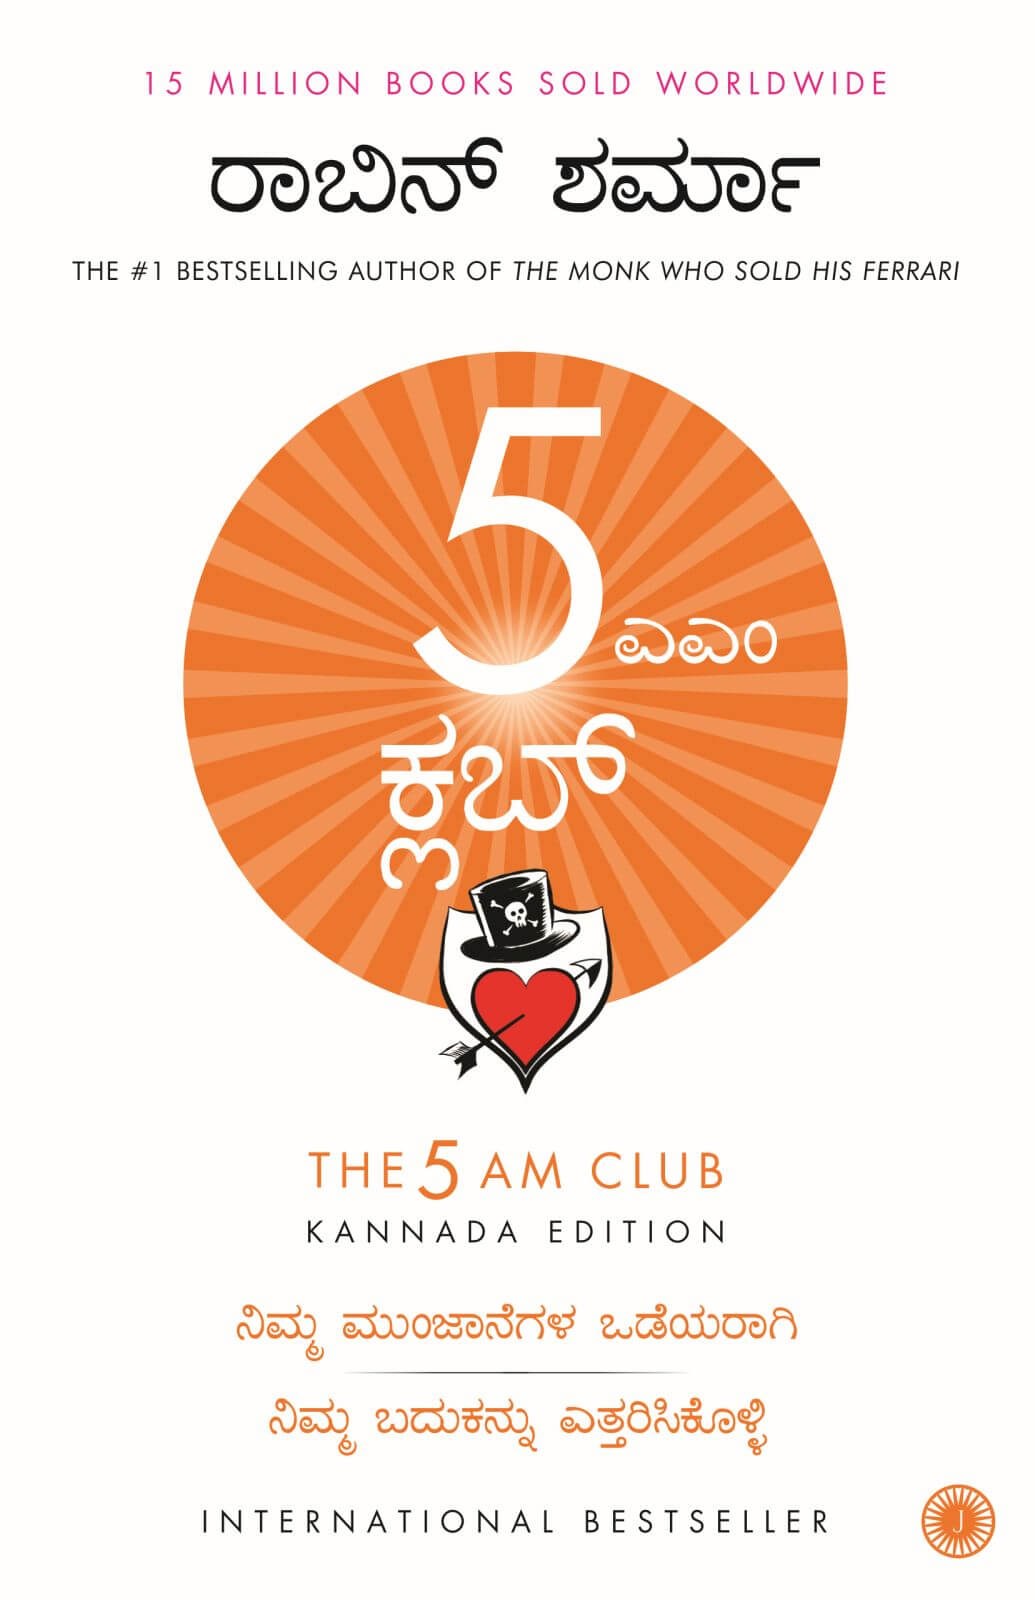 15 MILLION BOOKS SOLD WORLDWIDE
ರಾಬಿನ್ ಶರ್ಮಾ
THE #1 BESTSELLING AUTHOR OF THE MONK WHO SOLD HIS FERRARI
5 ಎಎಂ
ಕ್ಲಬ್
THE 5 AM CLUB
KANNADA EDITION
ನಿಮ್ಮ ಮುಂಜಾನೆಗಳ ಒಡೆಯರಾಗಿ
ನಿಮ್ಮ ಬದುಕನ್ನು ಎತ್ತರಿಸಿಕೊಳ್ಳಿ
INTERNATIONAL BESTSELLER
J